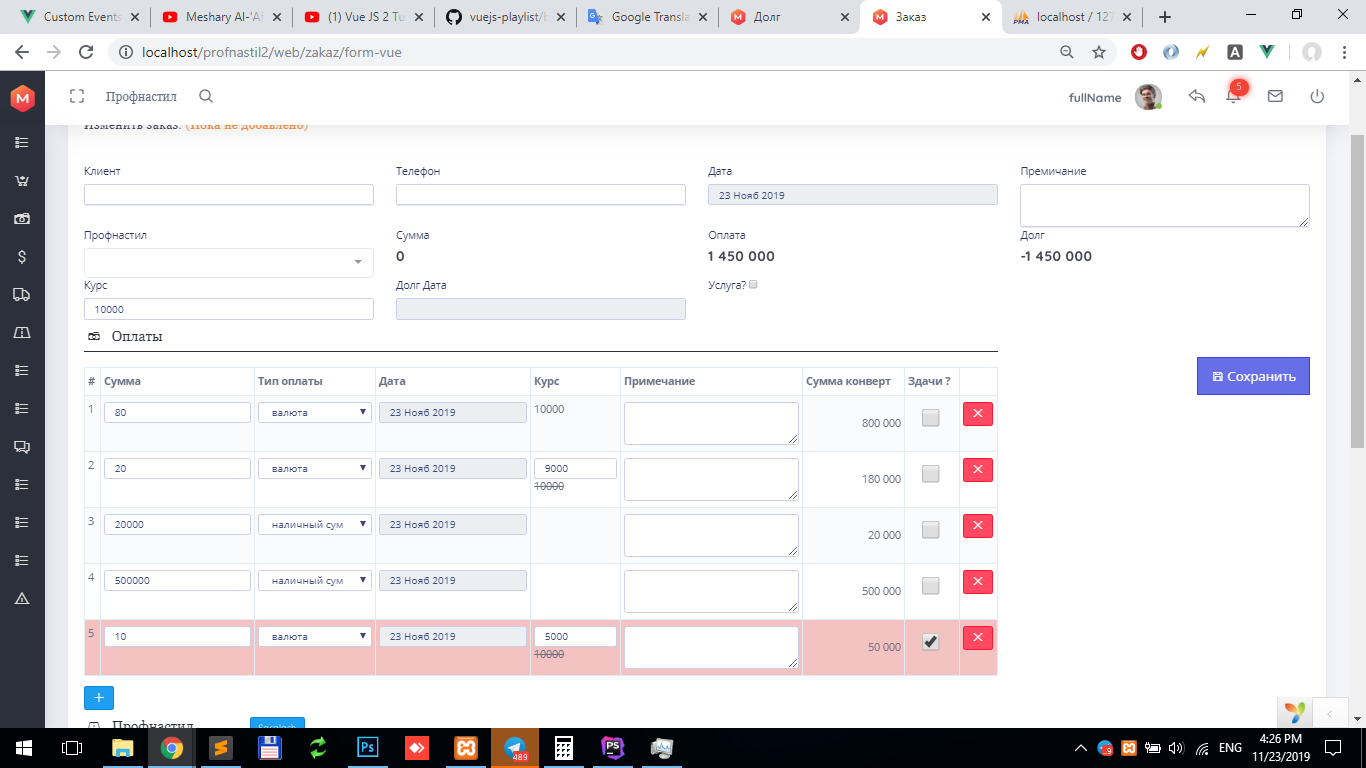 Custom Events
Meshary Al-'Af
(1) Vue JS 2 Tu
vuejs-playlist/b
Google Transla
Долг
Заказ
localhost / 127
localhost/profnastil2/web/zakaz/form-vue
Профнастил
fullName
5
Изменить заказ. (Пока не добавлено)
Клиент
Телефон
Дата
Премичание
23 Нояб 2019
Профнастил
Сумма
Оплата
Долг
0
1 450 000
-1 450 000
Курс
Долг Дата
Услуга?
10000
Оплаты
Сохранить
# Сумма Тип оплаты Дата Курс Примечание Сумма конверт Здачи ?
1 80 валюта 23 Нояб 2019 10000 800 000
2 20 валюта 23 Нояб 2019 9000 180 000
10000
3 20000 наличный сум 23 Нояб 2019 20 000
4 500000 наличный сум 23 Нояб 2019 500 000
5 10 валюта 23 Нояб 2019 5000 50 000
10000
+
Профнастил
489
ENG
4:26 PM
11/23/2019